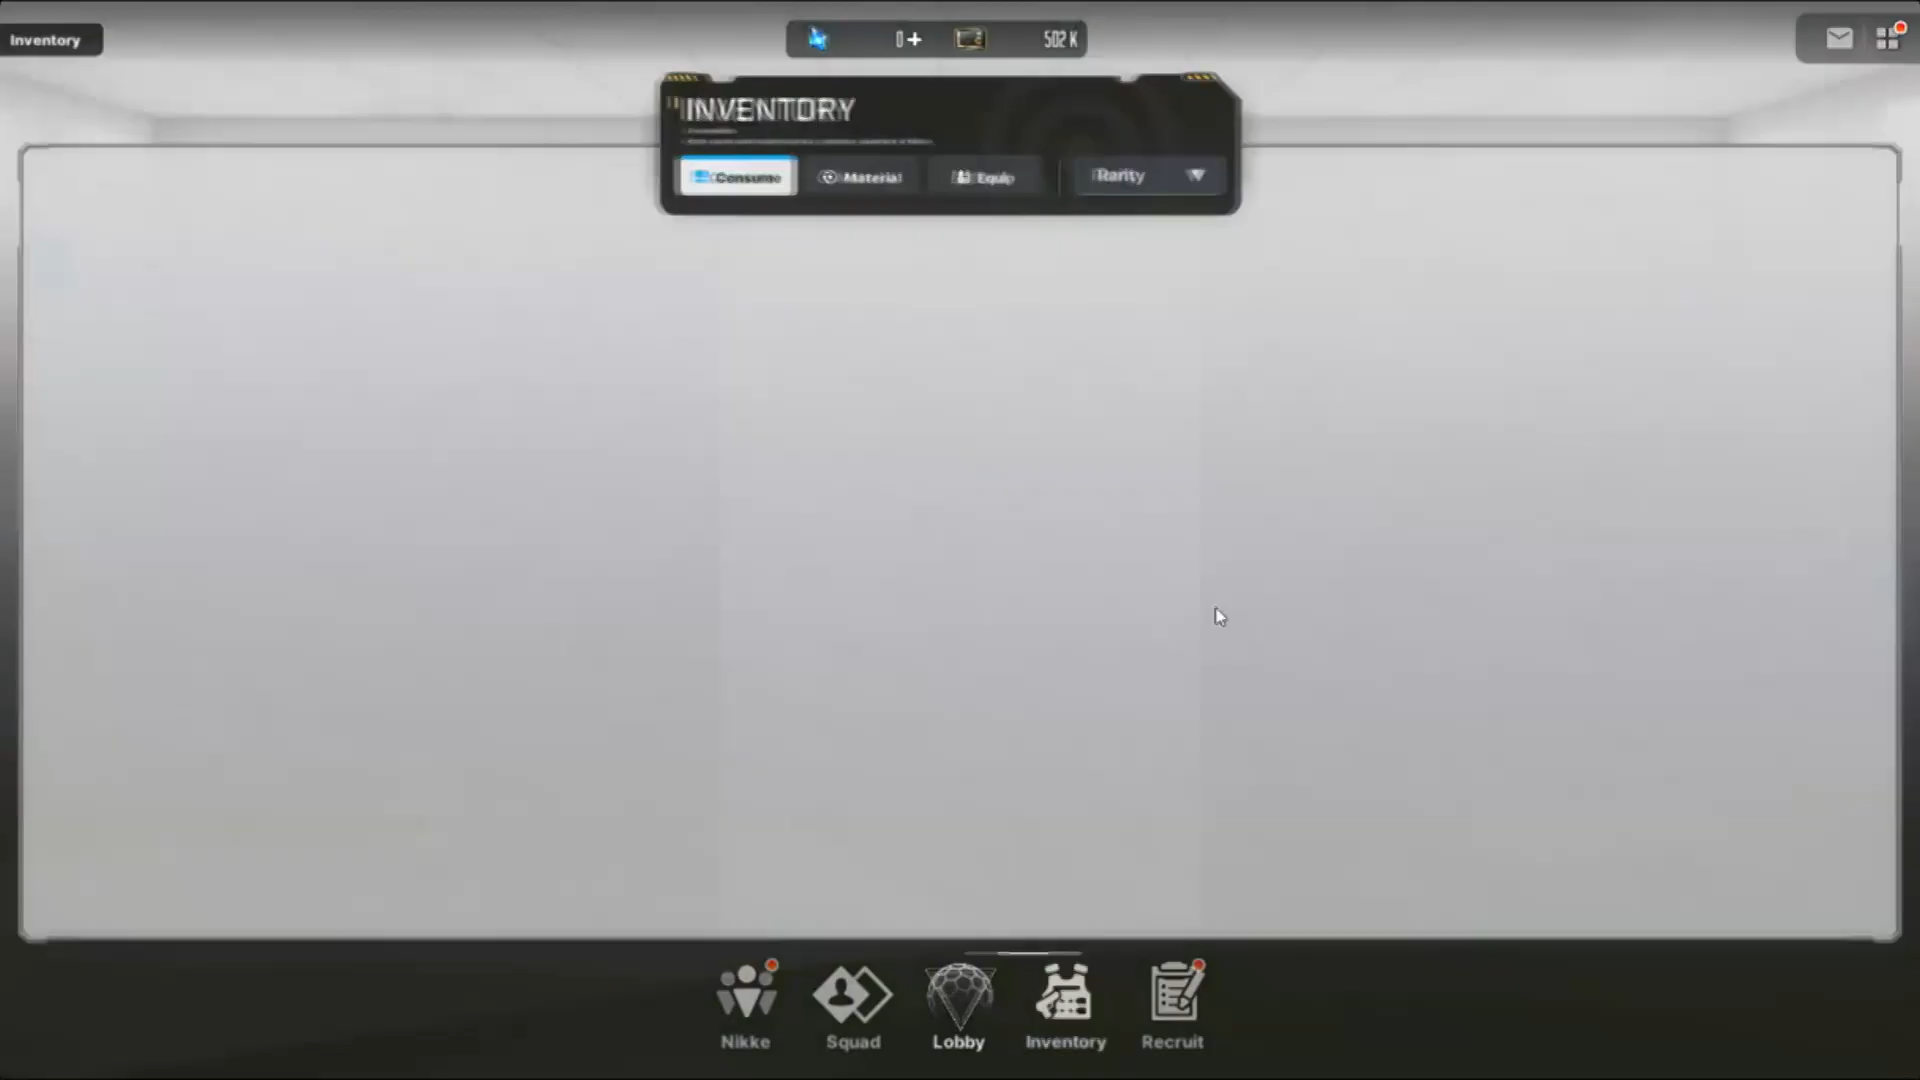 Inventory
0+
502 K
INVENTORY
Consume
Material
Equip
Rarity
Nikke
Squad
Lobby
Inventory
Recruit